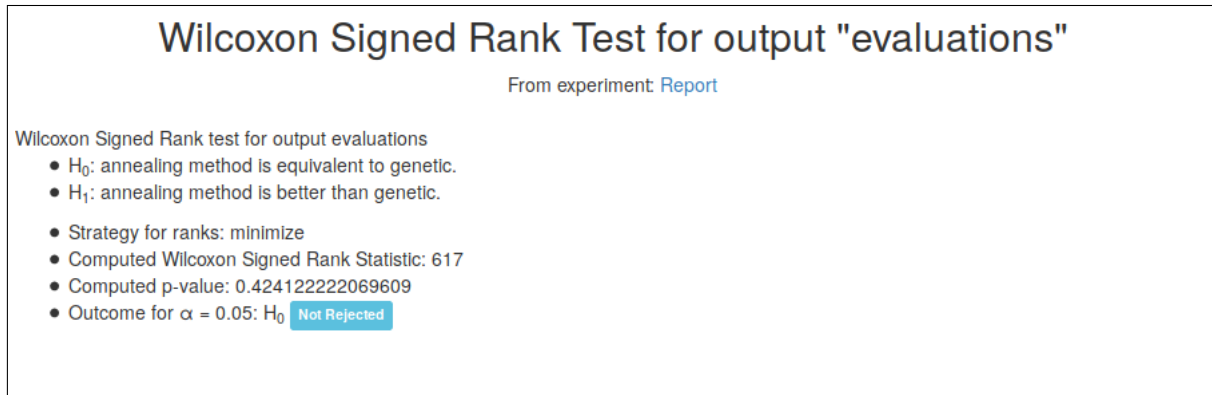 Wilcoxon Signed Rank Test for output "evaluations"
From experiment: Report
Wilcoxon Signed Rank test for output evaluations
● H₀: annealing method is equivalent to genetic.
● H₁: annealing method is better than genetic.
● Strategy for ranks: minimize
● Computed Wilcoxon Signed Rank Statistic: 617
● Computed p-value: 0.424122222069609
● Outcome for α = 0.05: H₀ Not Rejected